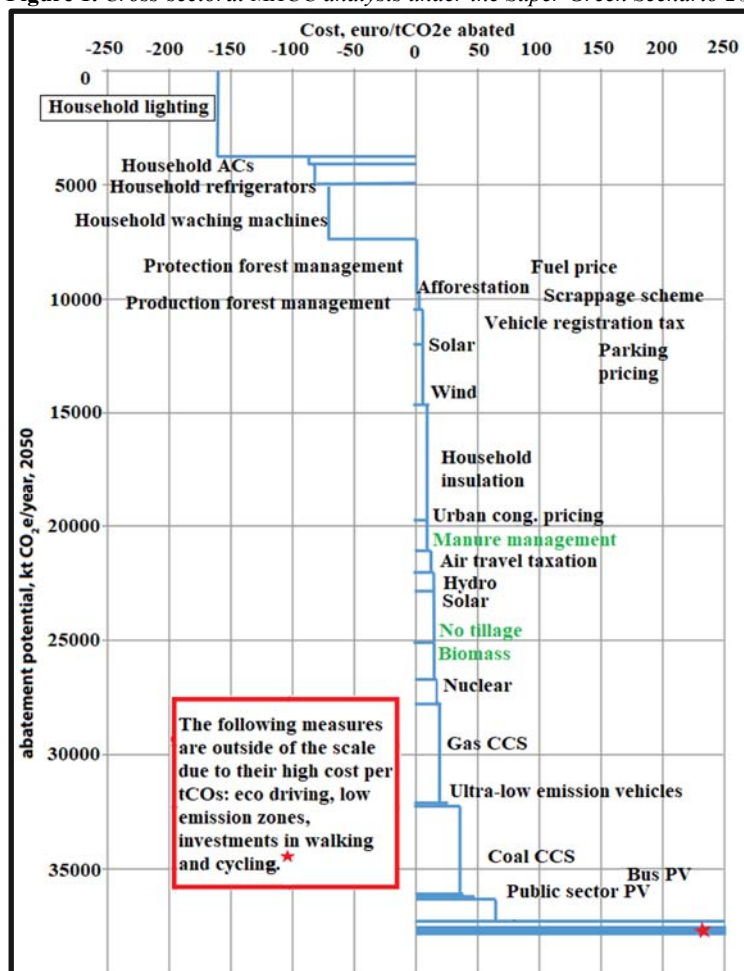 Cost, euro/tCO2e abated
-250 -200 -150 -100 -50 0 50 100 150 200 250
0
Household lighting
Household ACs
5000
Household refrigerators
Household waching machines
Protection forest management
Fuel price
Afforestation
Scrappage scheme
10000
Production forest management
Vehicle registration tax
Solar
Parking
pricing
Wind
15000
abatement potential, kt CO2e/year, 2050
Household
insulation
Urban cong. pricing
20000
Manure management
Air travel taxation
Hydro
Solar
No tillage
25000
Biomass
Nuclear
The following measures
are outside of the scale
due to their high cost per
tCOs: eco driving, low
emission zones,
investments in walking
and cycling.
Gas CCS
30000
Ultra-low emission vehicles
Coal CCS
35000
Bus PV
Public sector PV